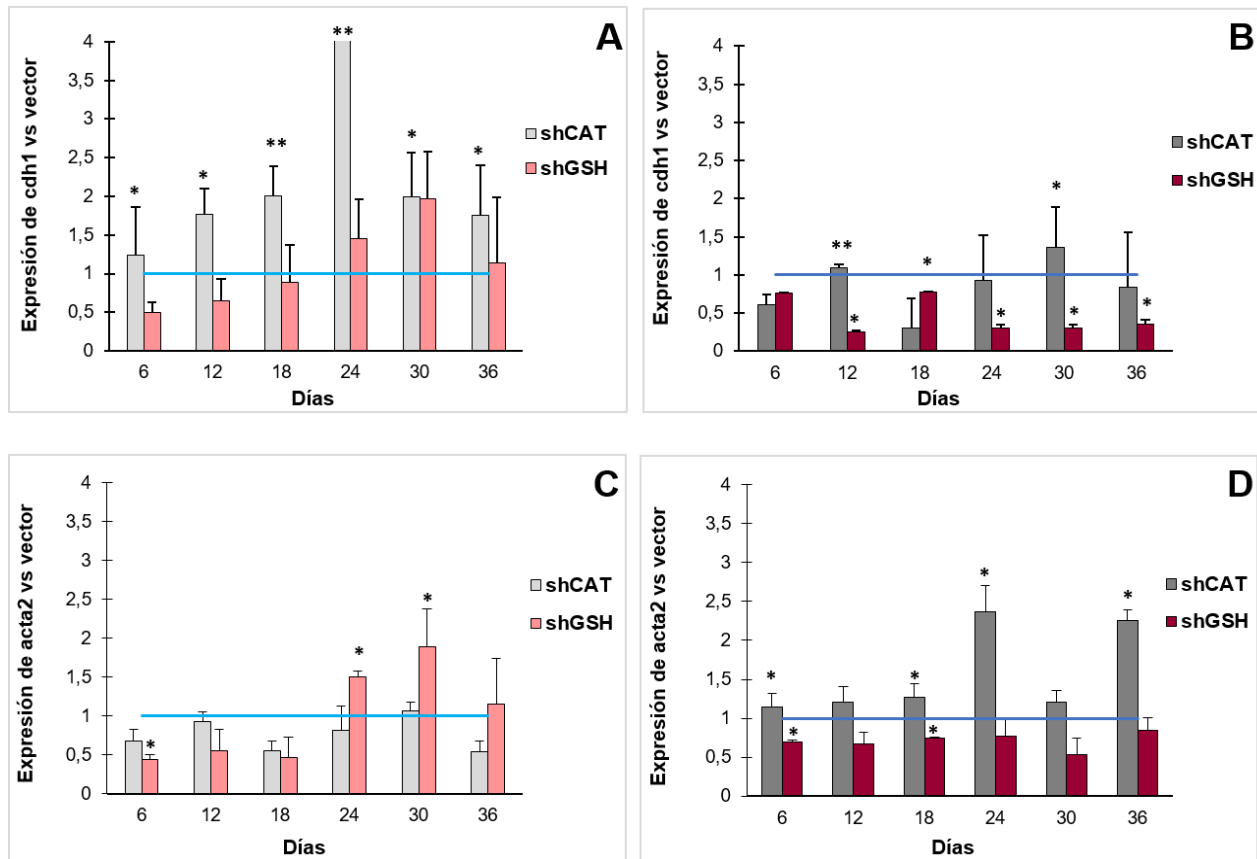 A
Expresión de cdh1 vs vector
4
3,5
3
2,5
2
1,5
1
0,5
0
** 
* * ** * *
shCAT
shGSH
6 12 18 24 30 36
Días
B
Expresión de cdh1 vs vector
4
3,5
3
2,5
2
1,5
1
0,5
0
*
** *
* * * *
shCAT
shGSH
6 12 18 24 30 36
Días
C
Expresión de acta2 vs vector
4
3,5
3
2,5
2
1,5
1
0,5
0
* * *
shCAT
shGSH
6 12 18 24 30 36
Días
D
Expresión de acta2 vs vector
4
3,5
3
2,5
2
1,5
1
0,5
0
* * * *
* *
shCAT
shGSH
6 12 18 24 30 36
Días